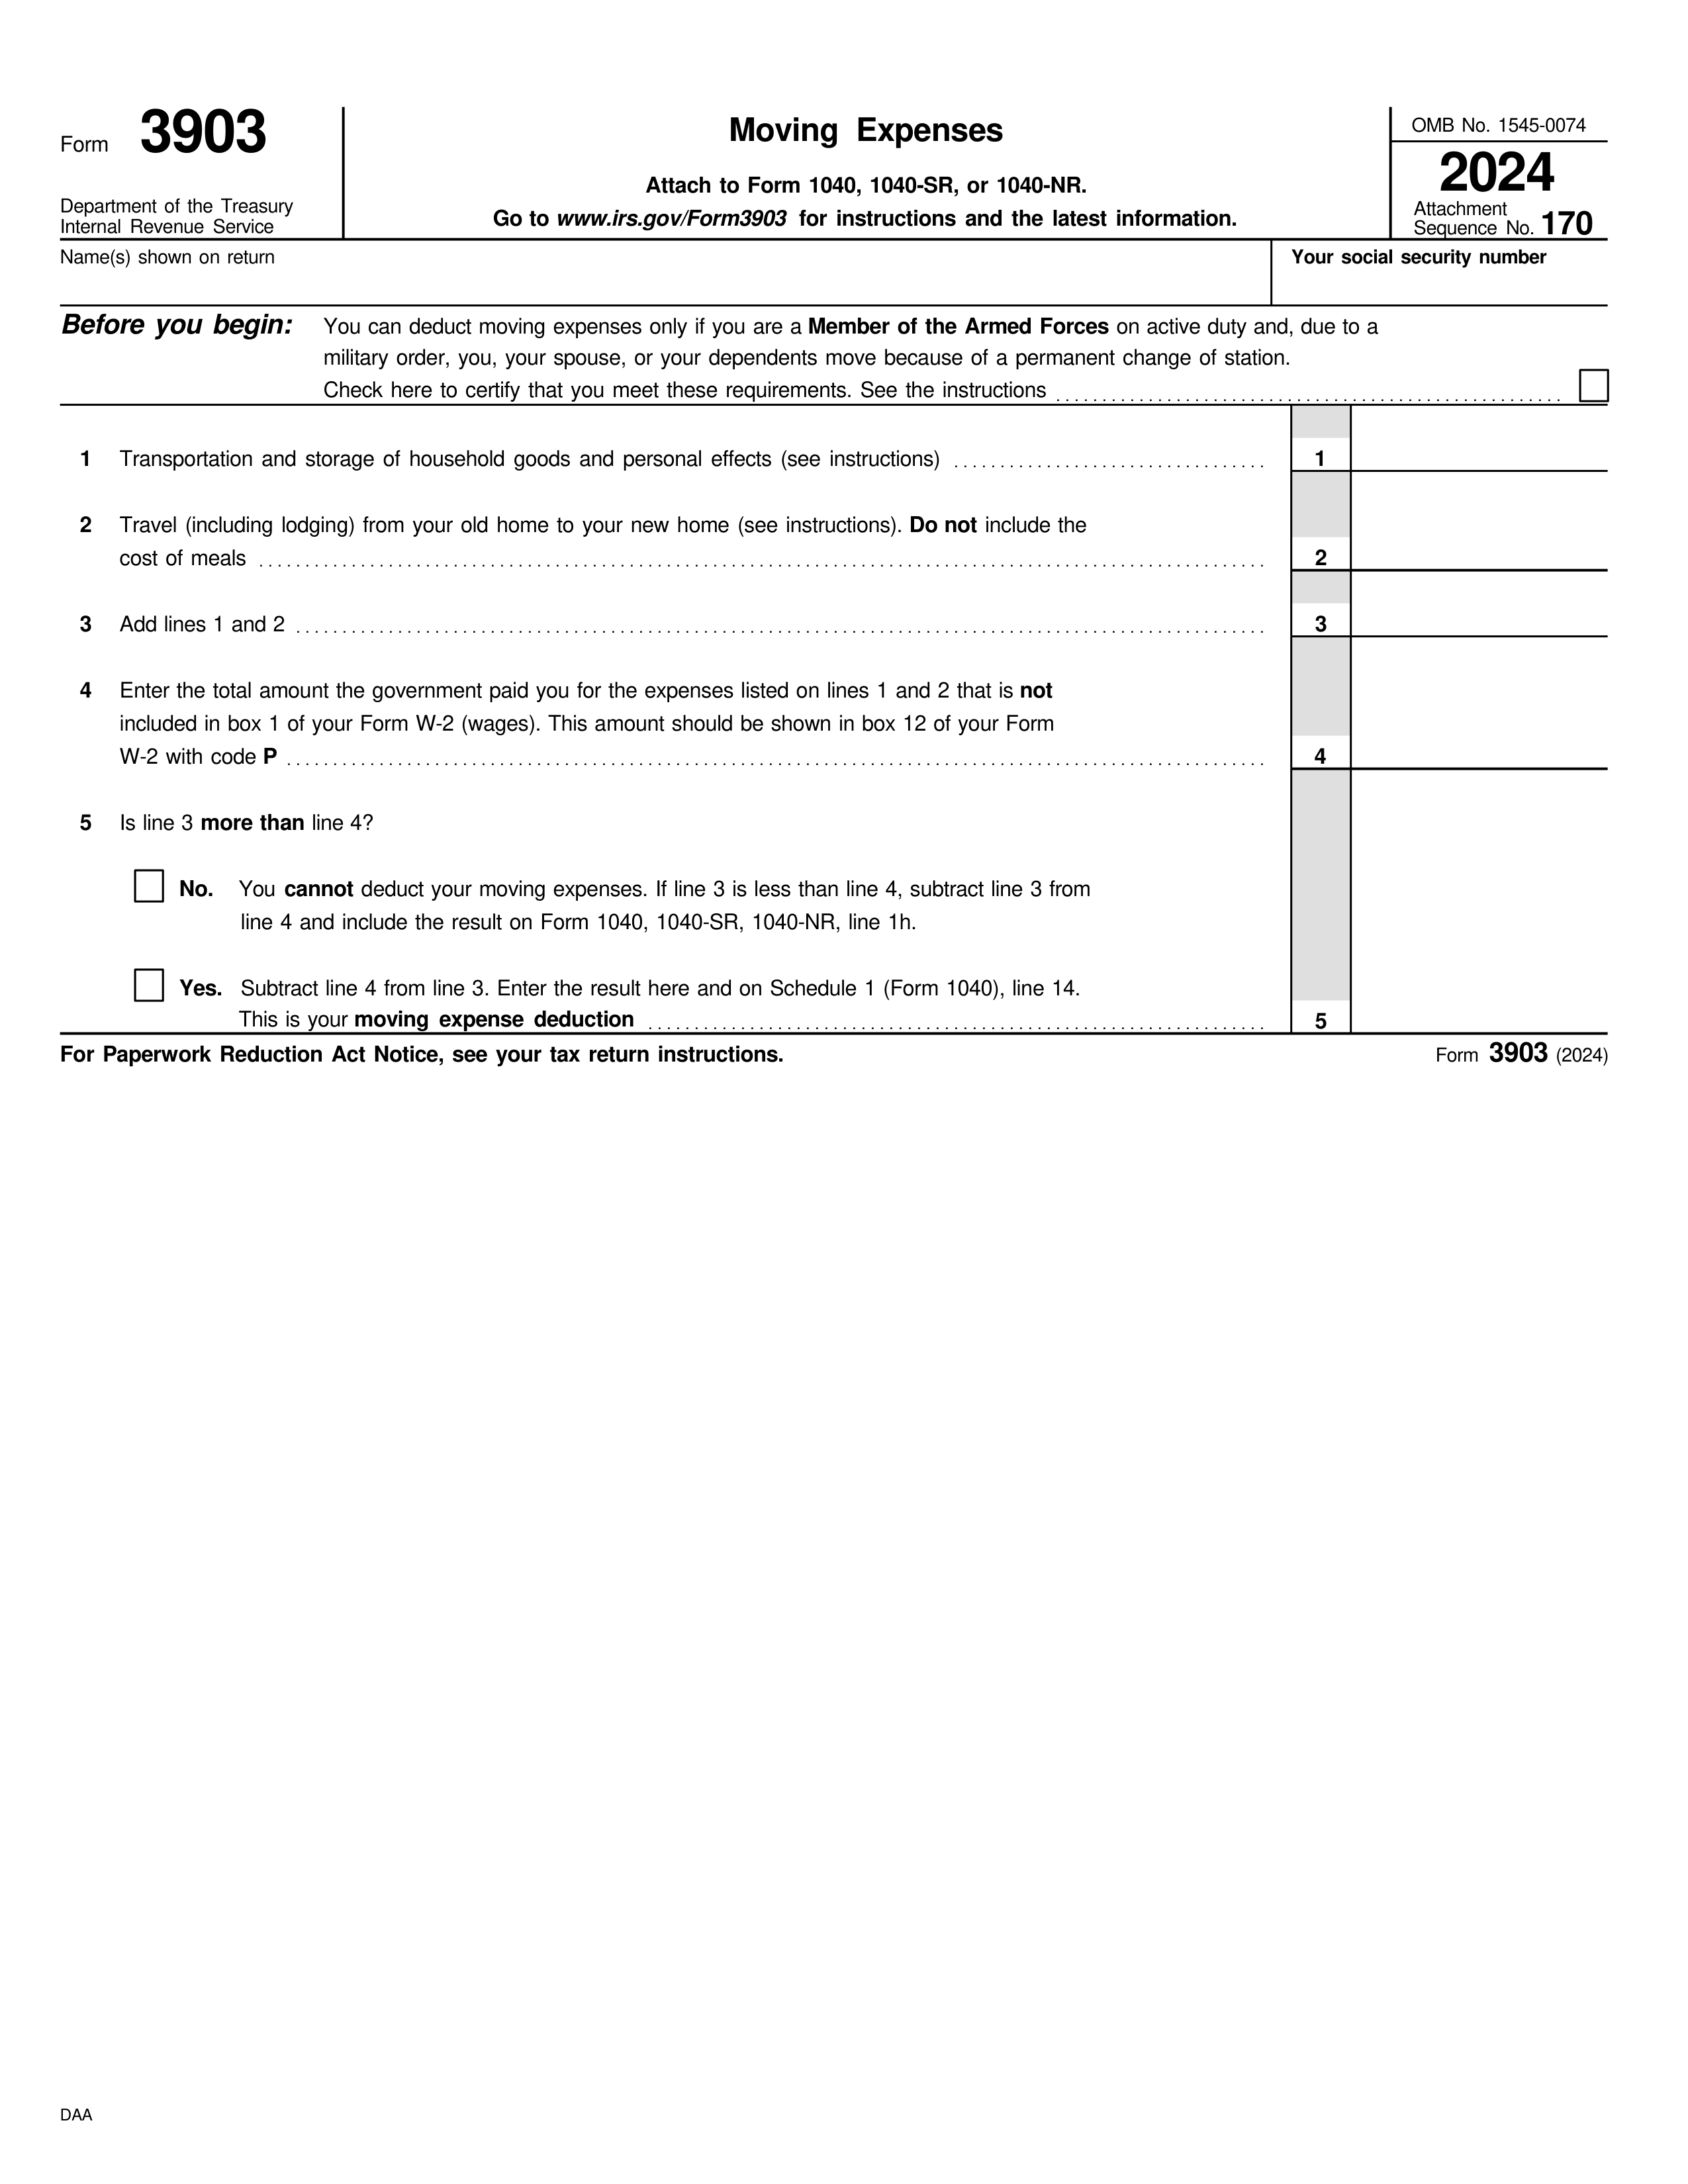 Form 3903
Department of the Treasury
Internal Revenue Service
Moving Expenses
Attach to Form 1040, 1040-SR, or 1040-NR.
Go to www.irs.gov/Form3903 for instructions and the latest information.
OMB No. 1545-0074
2024
Attachment
Sequence No. 170
Name(s) shown on return
Your social security number
Before you begin: You can deduct moving expenses only if you are a Member of the Armed Forces on active duty and, due to a
military order, you, your spouse, or your dependents move because of a permanent change of station.
Check here to certify that you meet these requirements. See the instructions
1 Transportation and storage of household goods and personal effects (see instructions) 1
2 Travel (including lodging) from your old home to your new home (see instructions). Do not include the
cost of meals 2
3 Add lines 1 and 2 3
4 Enter the total amount the government paid you for the expenses listed on lines 1 and 2 that is not
included in box 1 of your Form W-2 (wages). This amount should be shown in box 12 of your Form
W-2 with code P 4
5 Is line 3 more than line 4?
No. You cannot deduct your moving expenses. If line 3 is less than line 4, subtract line 3 from
line 4 and include the result on Form 1040, 1040-SR, 1040-NR, line 1h.
Yes. Subtract line 4 from line 3. Enter the result here and on Schedule 1 (Form 1040), line 14.
This is your moving expense deduction 5
For Paperwork Reduction Act Notice, see your tax return instructions.
Form 3903 (2024)
DAA